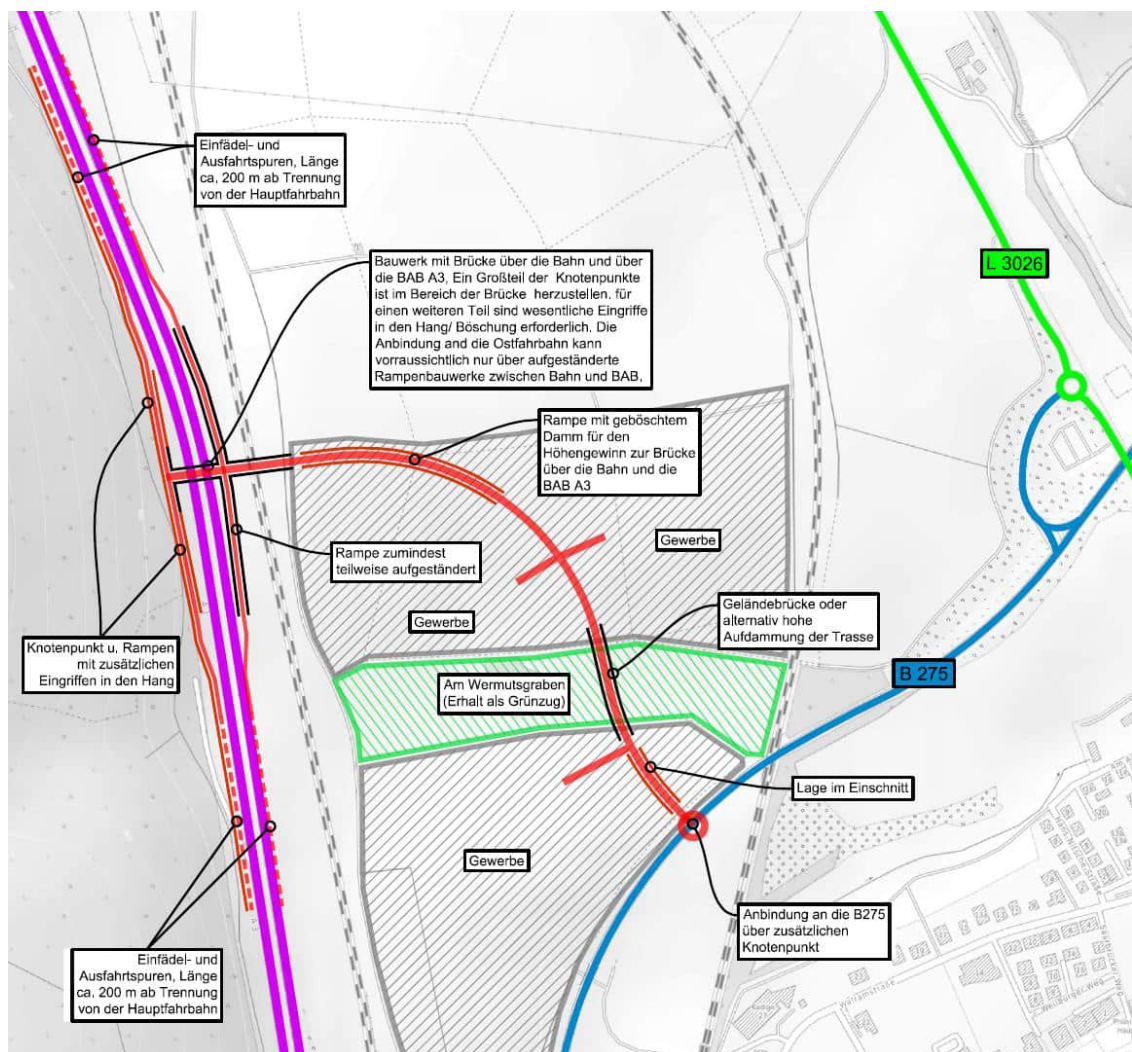 Einfädel- und
Ausfahrtspuren, Länge
ca, 200 m ab Trennung
von der Hauptfahrbahn
Bauwerk mit Brücke über die Bahn und über
die BAB A3, Ein Großteil der Knotenpunkte
ist im Bereich der Brücke herzustellen. für
einen weiteren Teil sind wesentliche Eingriffe
in den Hang/ Böschung erforderlich. Die
Anbindung and die Ostfahrbahn kann
vorraussichtlich nur über aufgeständerte
Rampenbauwerke zwischen Bahn und BAB,
L 3026
Rampe mit geböschtem
Damm für den
Höhengewinn zur Brücke
über die Bahn und die
BAB A3
Gewerbe
Rampe zumindest
teilweise aufgeständert
Geländebrücke oder
alternativ hohe
Aufdammung der Trasse
Gewerbe
Knotenpunkt u. Rampen
mit zusätzlichen
Eingriffen in den Hang
Am Wermutsgraben
(Erhalt als Grünzug)
B 275
Lage im Einschnitt
Gewerbe
Anbindung an die B275
über zusätzlichen
Knotenpunkt
Einfädel- und
Ausfahrtspuren, Länge
ca. 200 m ab Trennung
von der Hauptfahrbahn
A 3
Walramstraße
Weilburger Weg
Saarbrücker Weg